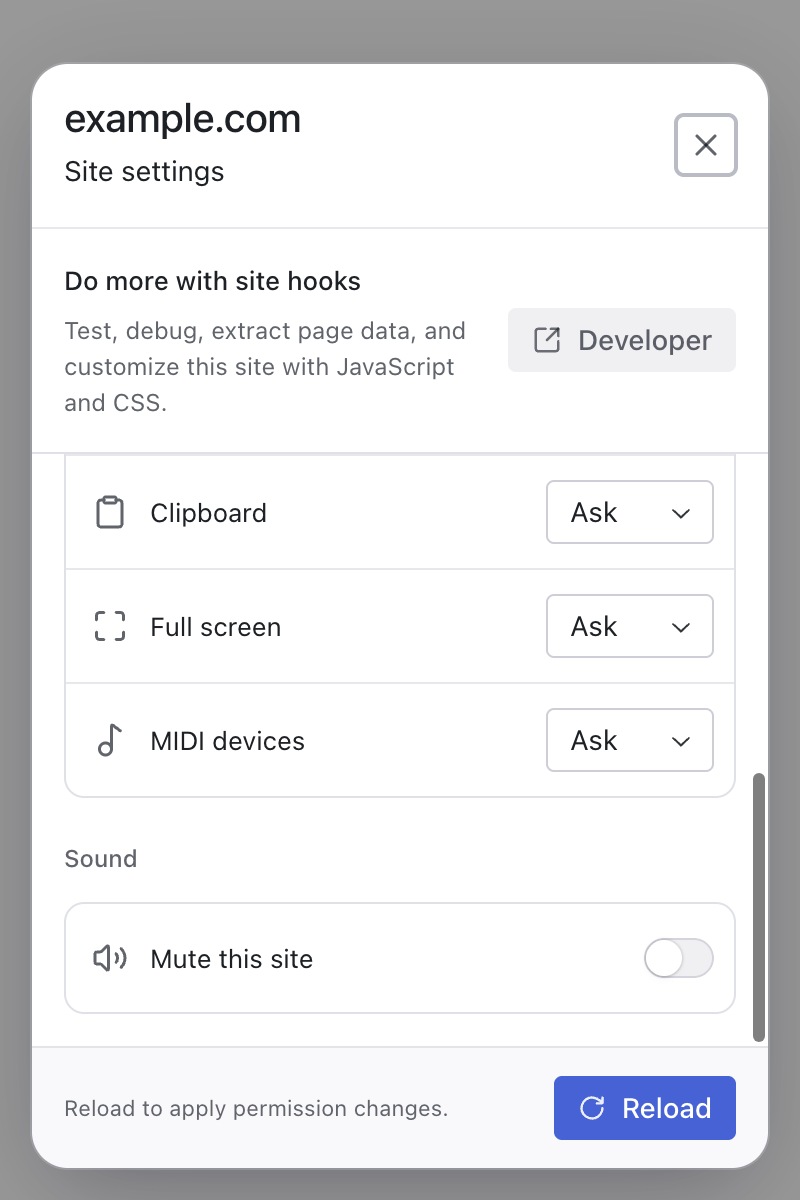 example.com
Site settings
Do more with site hooks
Test, debug, extract page data, and
customize this site with JavaScript
and CSS.
Developer
Clipboard
Ask
Full screen
Ask
MIDI devices
Ask
Sound
Mute this site
Reload to apply permission changes.
Reload